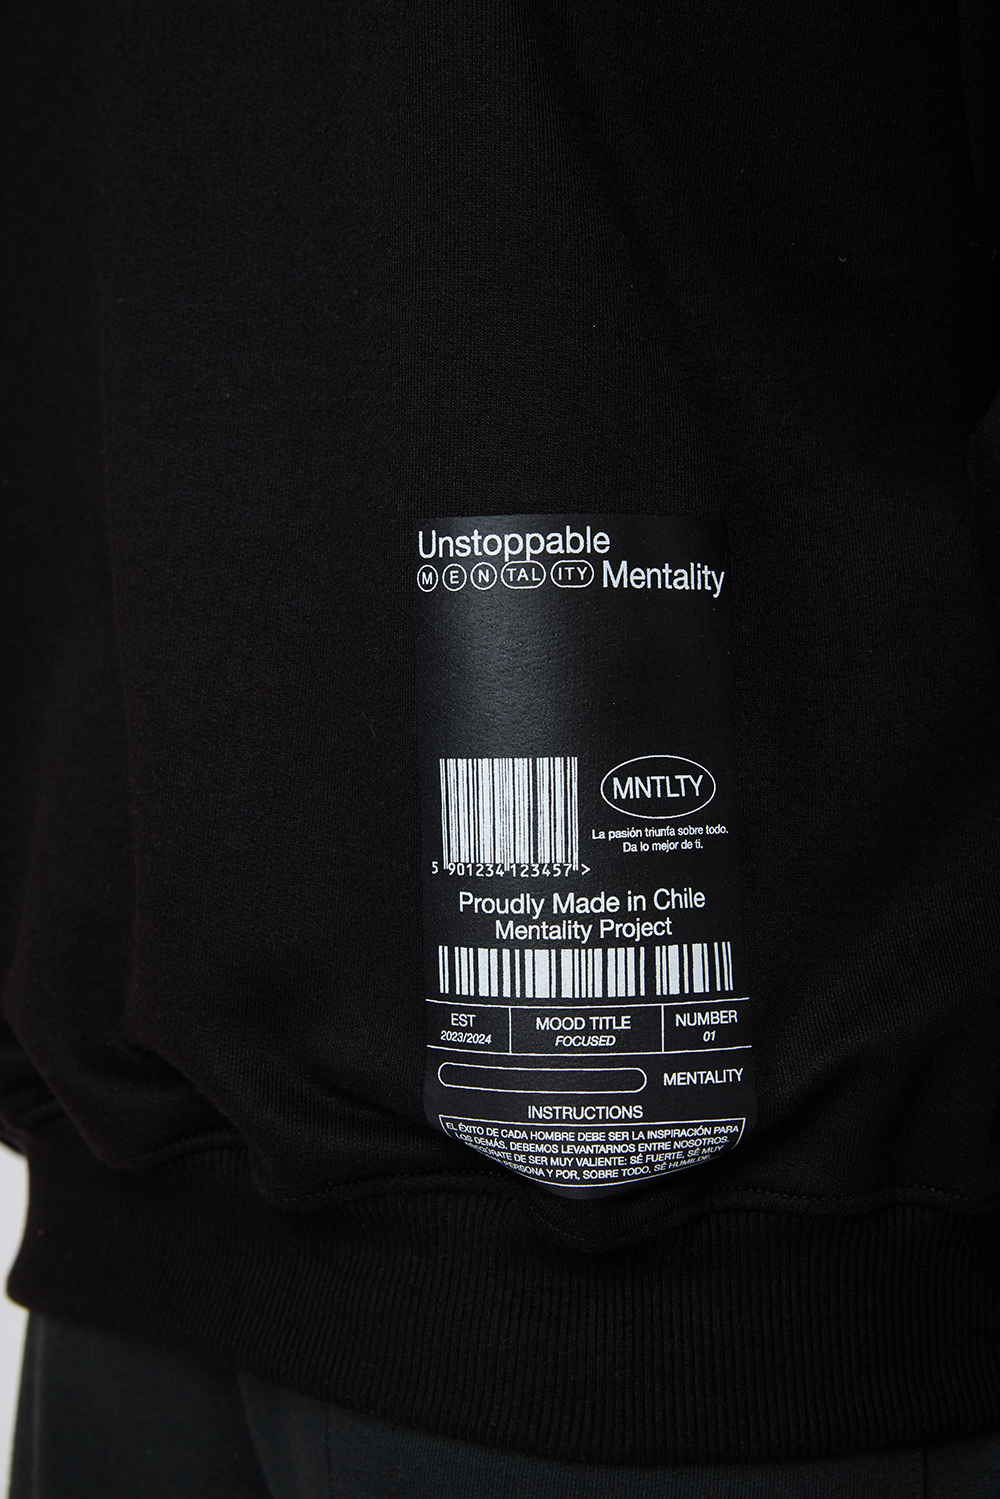 Unstoppable
MENTALITY Mentality
MNTLTY
La pasión triunfa sobre todo.
Da lo mejor de ti.
5 901234 123457 >
Proudly Made in Chile
Mentality Project
EST
2023/2024
MOOD TITLE
FOCUSED
NUMBER
01
MENTALITY
INSTRUCTIONS
EL ÉXITO DE CADA HOMBRE DEBE SER LA INSPIRACIÓN PARA
LOS DEMÁS. DEBEMOS LEVANTARNOS ENTRE NOSOTROS.
DE SER MUY VALIENTE: SÉ FUERTE, SÉ MUY
PERSONA Y POR, SOBRE TODO, SÉ